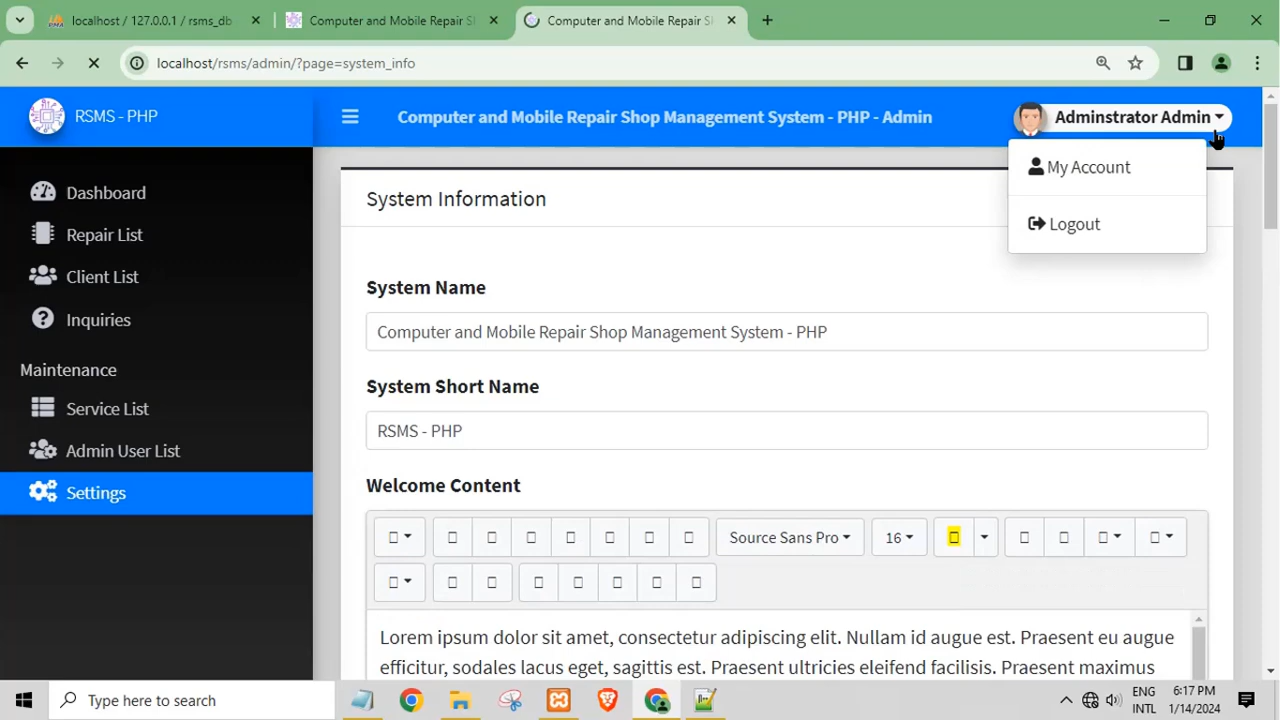 localhost / 127.0.0.1 / rsms_db
Computer and Mobile Repair S
Computer and Mobile Repair S
localhost/rsms/admin/?page=system_info
RSMS - PHP
Computer and Mobile Repair Shop Management System - PHP - Admin
Adminstrator Admin
My Account
Logout
Dashboard
Repair List
Client List
Inquiries
Maintenance
Service List
Admin User List
Settings
System Information
System Name
Computer and Mobile Repair Shop Management System - PHP
System Short Name
RSMS - PHP
Welcome Content
Source Sans Pro
16
Lorem ipsum dolor sit amet, consectetur adipiscing elit. Nullam id augue est. Praesent eu augue
efficitur, sodales lacus eget, sagittis est. Praesent ultricies eleifend facilisis. Praesent maximus
Type here to search
ENG
INTL
6:17 PM
1/14/2024